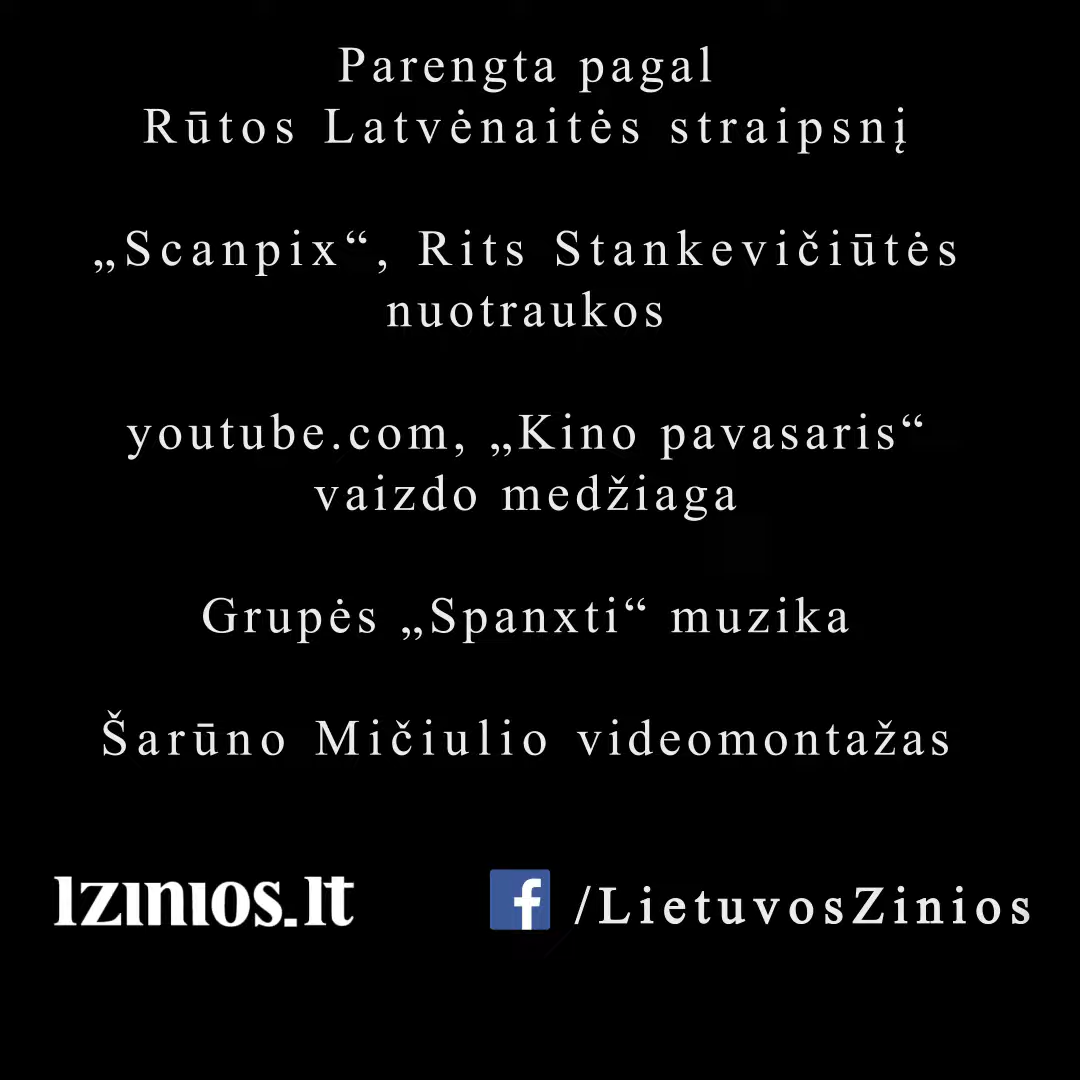 Parengta pagal
Rūtos Latvėnaitės straipsnį
„Scanpix“, Rits Stankevičiūtės
nuotraukos
youtube.com, „Kino pavasaris“
vaizdo medžiaga
Grupės „Spanxti“ muzika
Šarūno Mičiulio videomontažas
lzinios.lt
f /LietuvosZinios